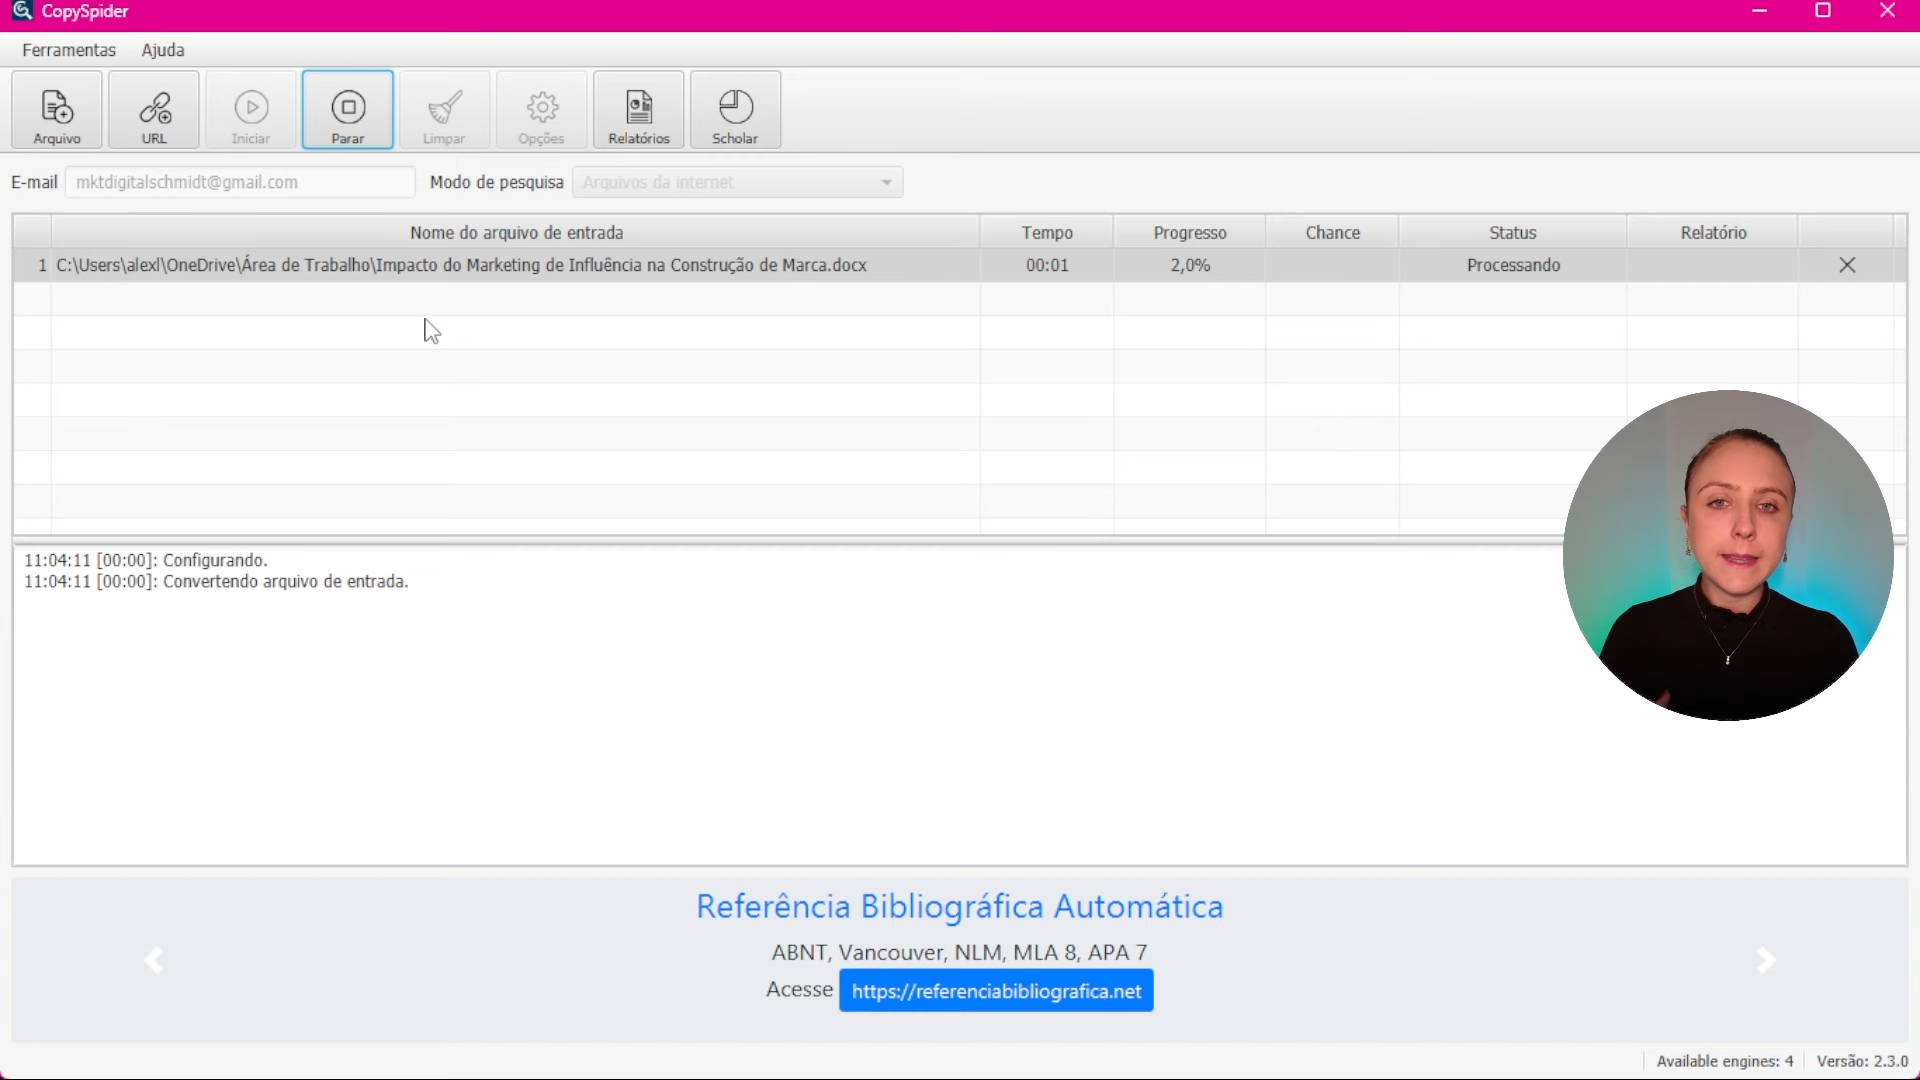 CopySpider
Ferramentas Ajuda
Arquivo URL Iniciar Parar Limpar Opções Relatórios Scholar
E-mail mktdigitalschmidt@gmail.com Modo de pesquisa Arquivos da internet
Nome do arquivo de entrada Tempo Progresso Chance Status Relatório
1 C:\Users\alexl\OneDrive\Área de Trabalho\Impacto do Marketing de Influência na Construção de Marca.docx 00:01 2,0% Processando
11:04:11 [00:00]: Configurando.
11:04:11 [00:00]: Convertendo arquivo de entrada.
Referência Bibliográfica Automática
ABNT, Vancouver, NLM, MLA 8, APA 7
Acesse https://referenciabibliografica.net
Available engines: 4 Versão: 2.3.0